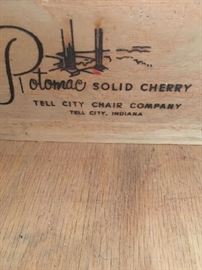 Potomac SOLID CHERRY
TELL CITY CHAIR COMPANY
TELL CITY, INDIANA